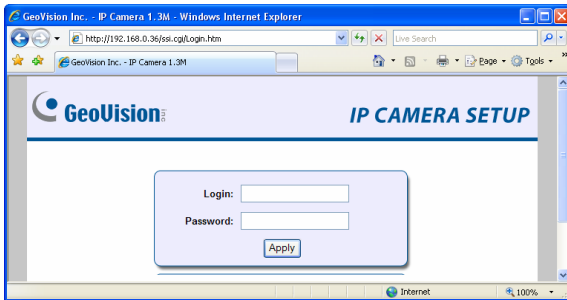 GeoVision Inc. - IP Camera 1.3M - Windows Internet Explorer
http://192.168.0.36/ssi.cgi/Login.htm
Live Search
GeoVision Inc. - IP Camera 1.3M
Page
Tools
GeoVision Inc
IP CAMERA SETUP
Login:
Password:
Apply
Internet
100%